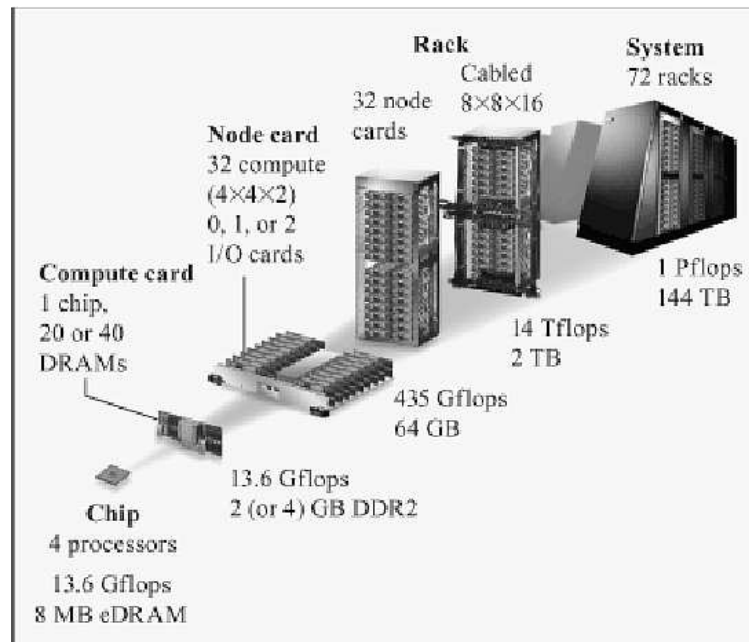 Rack
Cabled
8×8×16
32 node
cards
System
72 racks
Node card
32 compute
(4×4×2)
0, 1, or 2
I/O cards
Compute card
1 chip,
20 or 40
DRAMs
1 Pflops
144 TB
14 Tflops
2 TB
435 Gflops
64 GB
13.6 Gflops
2 (or 4) GB DDR2
Chip
4 processors
13.6 Gflops
8 MB eDRAM